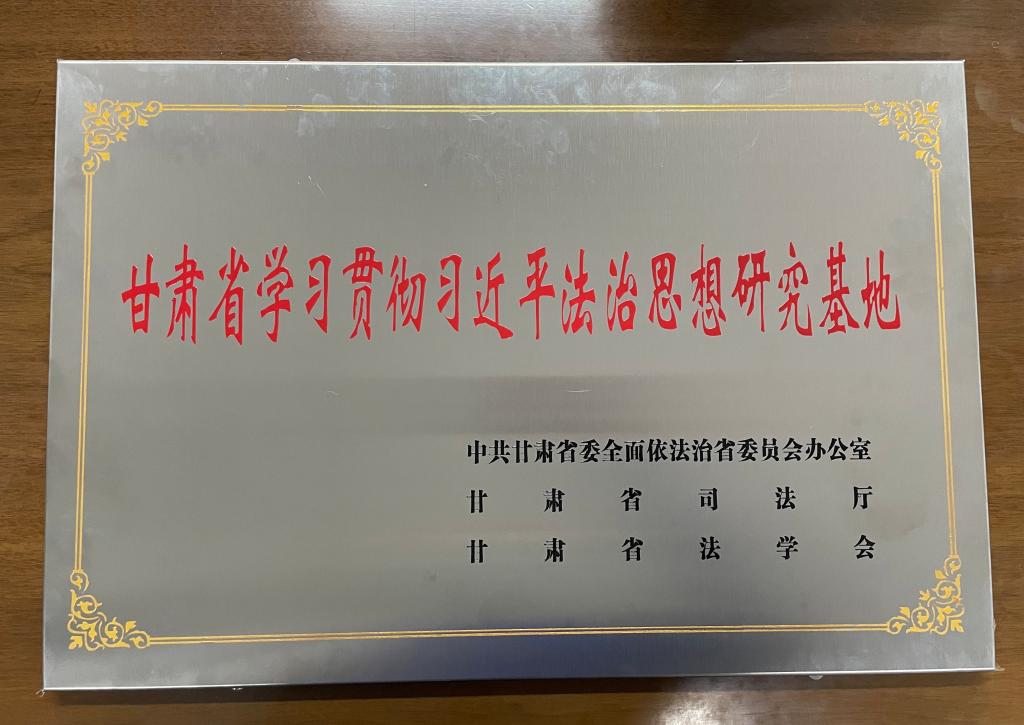 甘肃省学习贯彻习近平法治思想研究基地
中共甘肃省委全面依法治省委员会办公室
甘肃省司法厅
甘肃省法学会